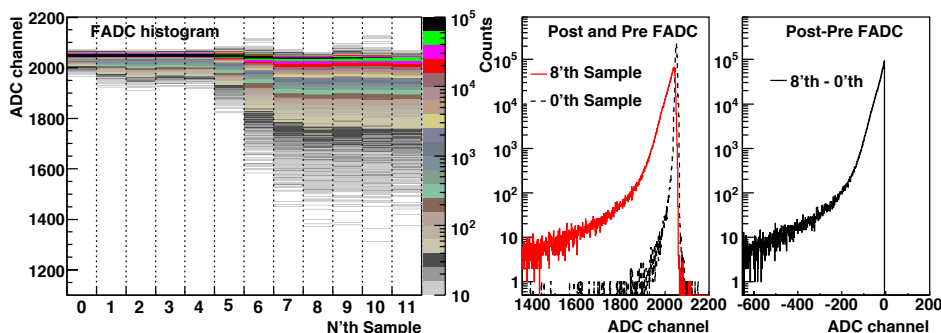 FADC histogram
ADC channel
2200
2000
1800
1600
1400
1200
0 1 2 3 4 5 6 7 8 9 10 11
N'th Sample
10^5
10^4
10^3
10^2
10
Post and Pre FADC
8'th Sample
0'th Sample
Counts
10^5
10^4
10^3
10^2
10
1
1400 1600 1800 2000 2200
ADC channel
Post-Pre FADC
8'th - 0'th
10^5
10^4
10^3
10^2
10
1
-600 -400 -200 0 200
ADC channel